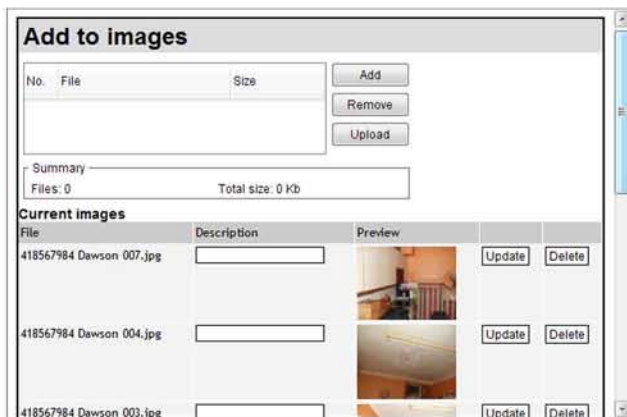 Add to images
No. File Size
Add
Remove
Upload
Summary
Files: 0 Total size: 0 Kb
Current images
File Description Preview
418567984 Dawson 007.jpg Update Delete
418567984 Dawson 004.jpg Update Delete
418567984 Dawson 003.jpg Update Delete